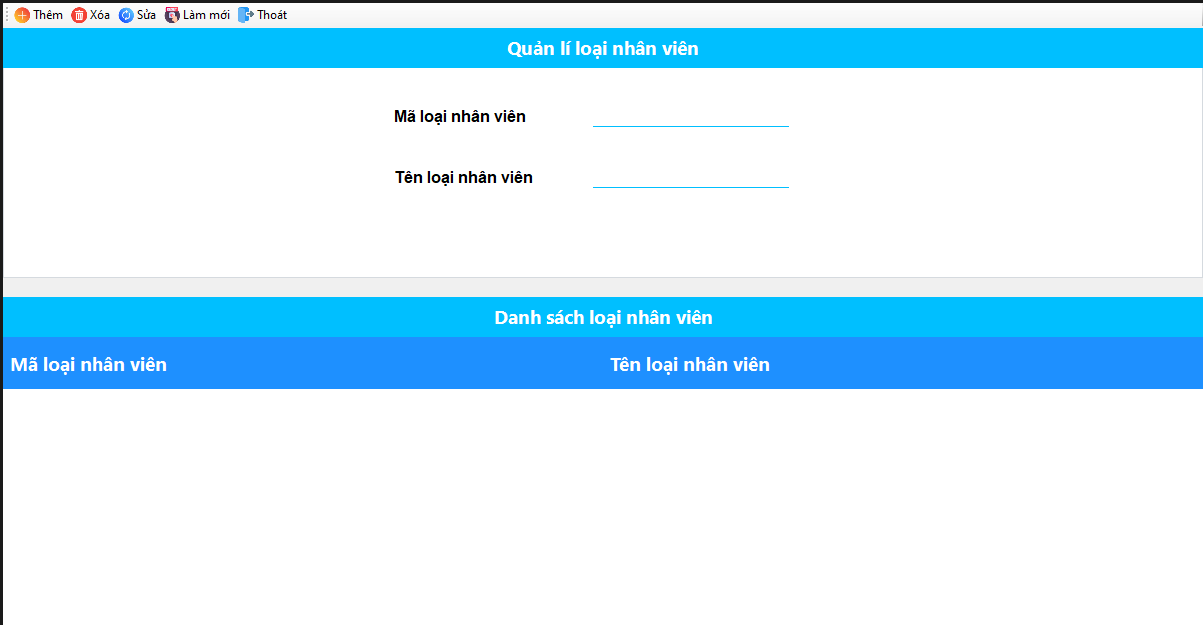 Thêm Xóa Sửa Làm mới Thoát
Quản lí loại nhân viên
Mã loại nhân viên
Tên loại nhân viên
Danh sách loại nhân viên
Mã loại nhân viên Tên loại nhân viên